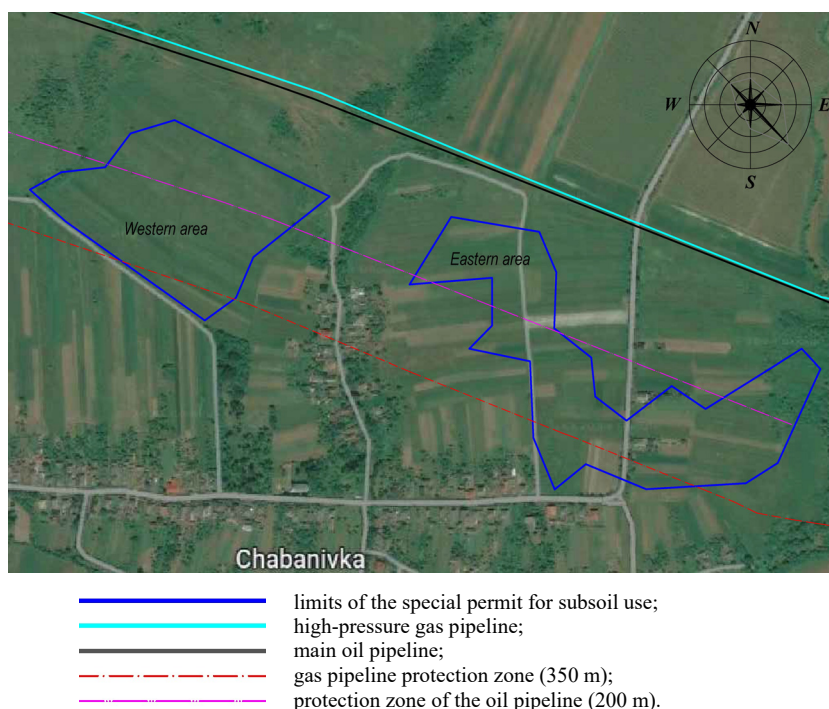 N
W
E
S
Western area
Eastern area
Chabanivka
limits of the special permit for subsoil use;
high-pressure gas pipeline;
main oil pipeline;
gas pipeline protection zone (350 m);
protection zone of the oil pipeline (200 m).